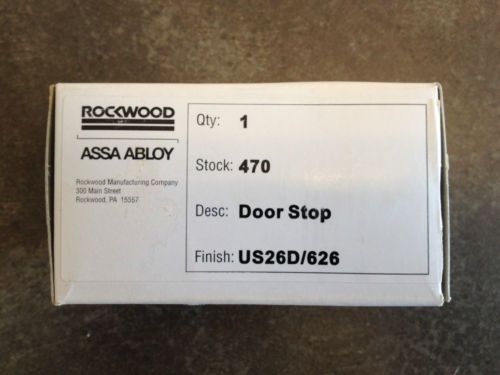 ROCKWOOD
ASSA ABLOY
Rockwood Manufacturing Company
300 Main Street
Rockwood, PA 15557
Qty: 1
Stock: 470
Desc: Door Stop
Finish: US26D/626